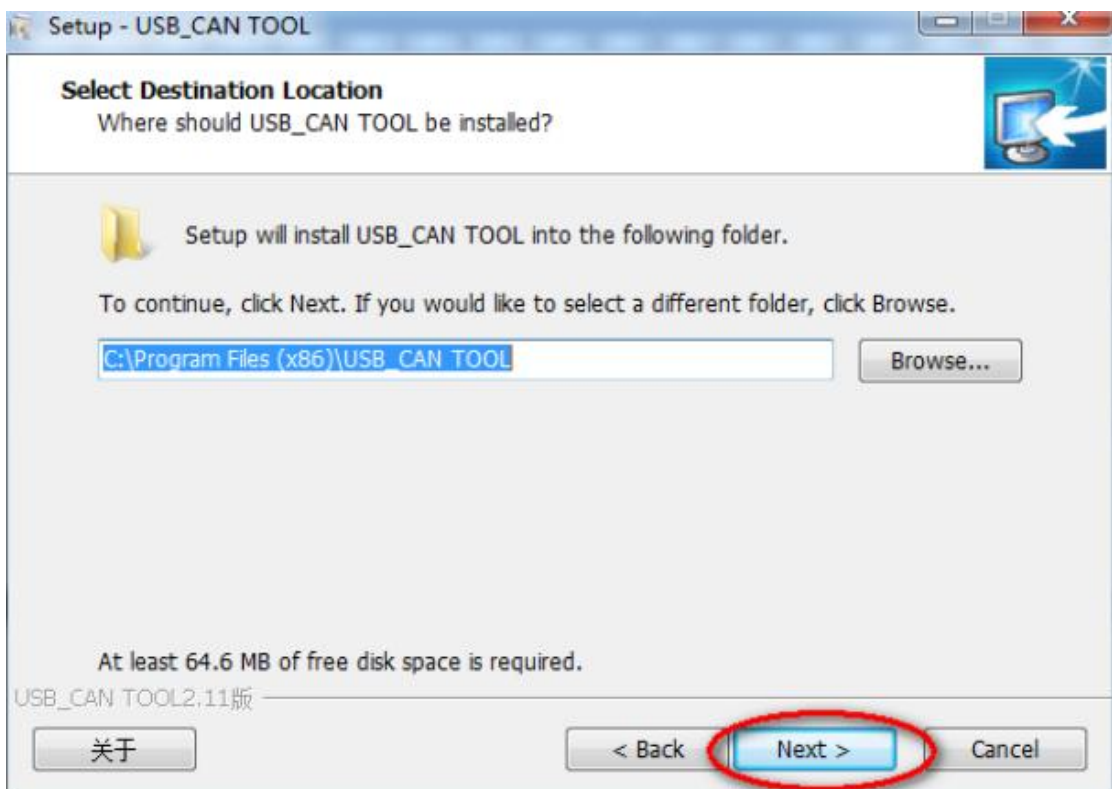 Setup - USB_CAN TOOL
Select Destination Location
Where should USB_CAN TOOL be installed?
Setup will install USB_CAN TOOL into the following folder.
To continue, click Next. If you would like to select a different folder, click Browse.
C:\Program Files (x86)\USB_CAN TOOL
Browse...
At least 64.6 MB of free disk space is required.
USB_CAN TOOL2.11版
关于
< Back
Next >
Cancel